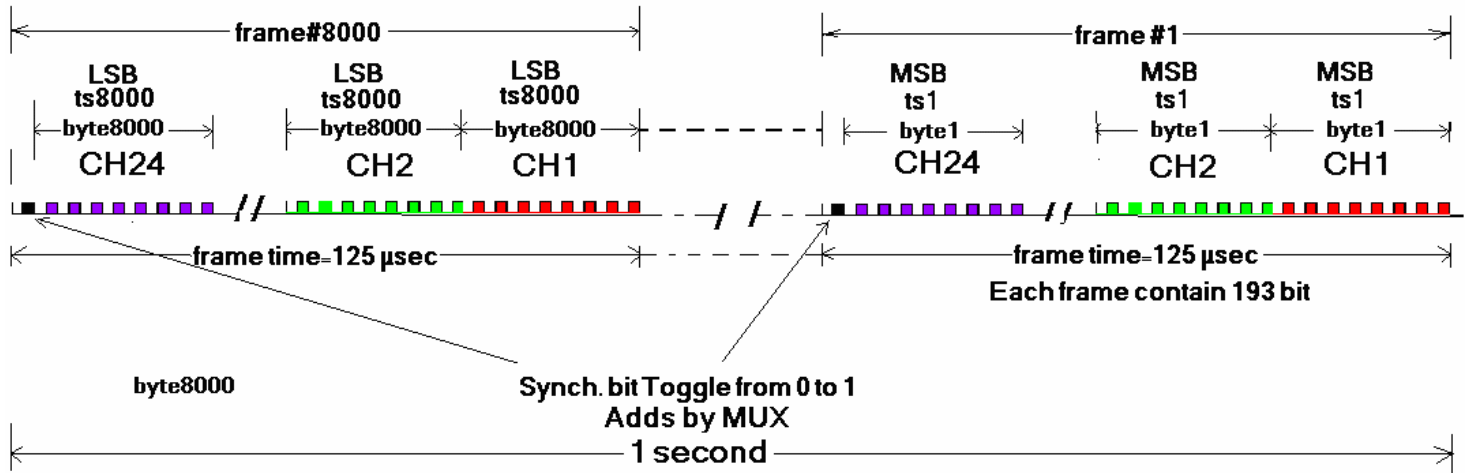 frame#8000
frame #1
LSB LSB LSB MSB MSB MSB
ts8000 ts8000 ts8000 ts1 ts1 ts1
byte8000 byte8000 byte8000 byte1 byte1 byte1
CH24 CH2 CH1 CH24 CH2 CH1
frame time=125 µsec frame time=125 µsec
Each frame contain 193 bit
byte8000 Synch. bit Toggle from 0 to 1
Adds by MUX
1 second